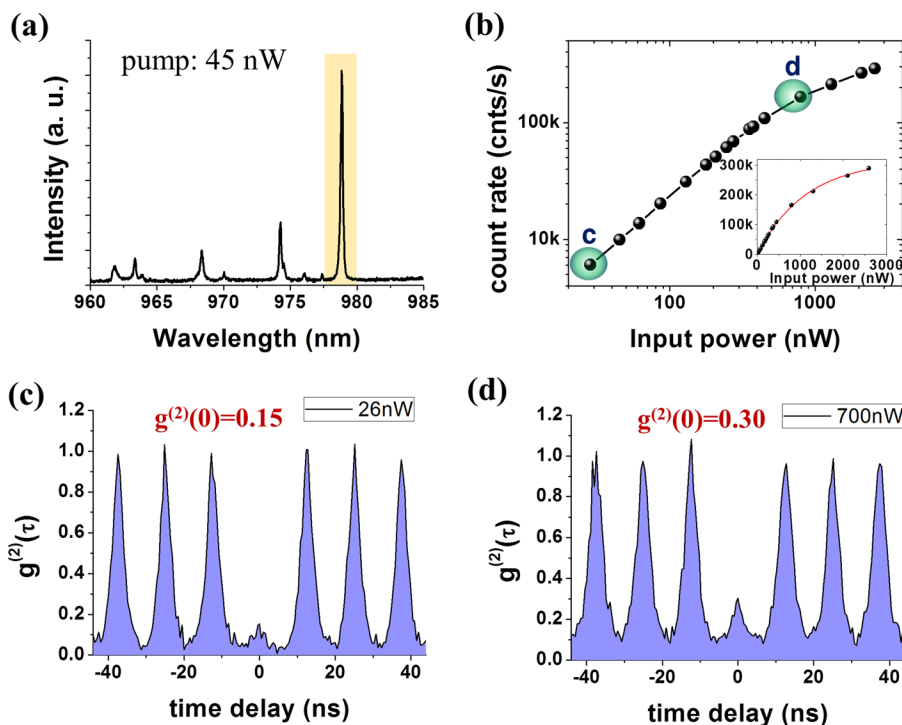 (a)
pump: 45 nW
Intensity (a. u.)
960 965 970 975 980 985
Wavelength (nm)
(b)
count rate (cnts/s)
100k
10k
c
d
300k
200k
100k
0
0 1000 2000 3000
Input power (nW)
100 1000
Input power (nW)
(c)
g(2)(0)=0.15
26nW
g(2)(τ)
1.2
1.0
0.8
0.6
0.4
0.2
0.0
-40 -20 0 20 40
time delay (ns)
(d)
g(2)(0)=0.30
700nW
g(2)(τ)
1.2
1.0
0.8
0.6
0.4
0.2
0.0
-40 -20 0 20 40
time delay (ns)